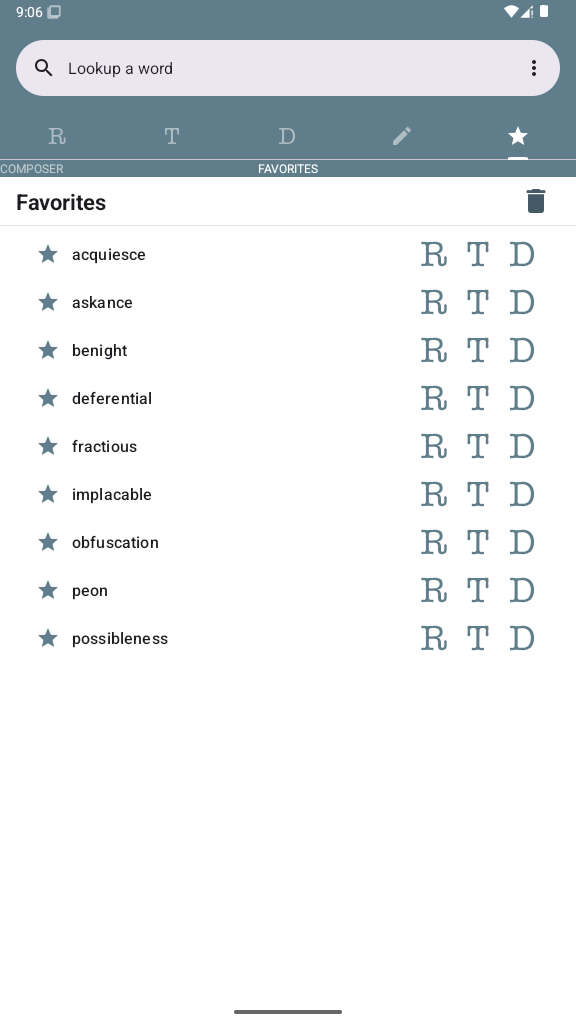 9:06
Lookup a word
R T D
COMPOSER FAVORITES
Favorites
acquiesce R T D
askance R T D
benight R T D
deferential R T D
fractious R T D
implacable R T D
obfuscation R T D
peon R T D
possibleness R T D